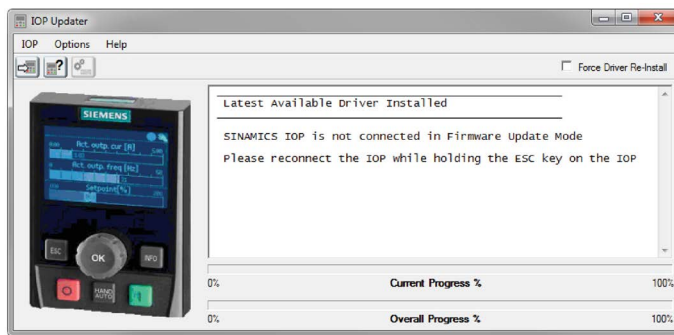 IOP Updater
IOP Options Help
Force Driver Re-Install
SIEMENS
Act. outp. cur [A]
Act. outp. freq [Hz]
Setpoint [%]
ESC
OK
INFO
HAND
AUTO
Latest Available Driver Installed
SINAMICS IOP is not connected in Firmware Update Mode
Please reconnect the IOP while holding the ESC key on the IOP
0% Current Progress % 100%
0% Overall Progress % 100%